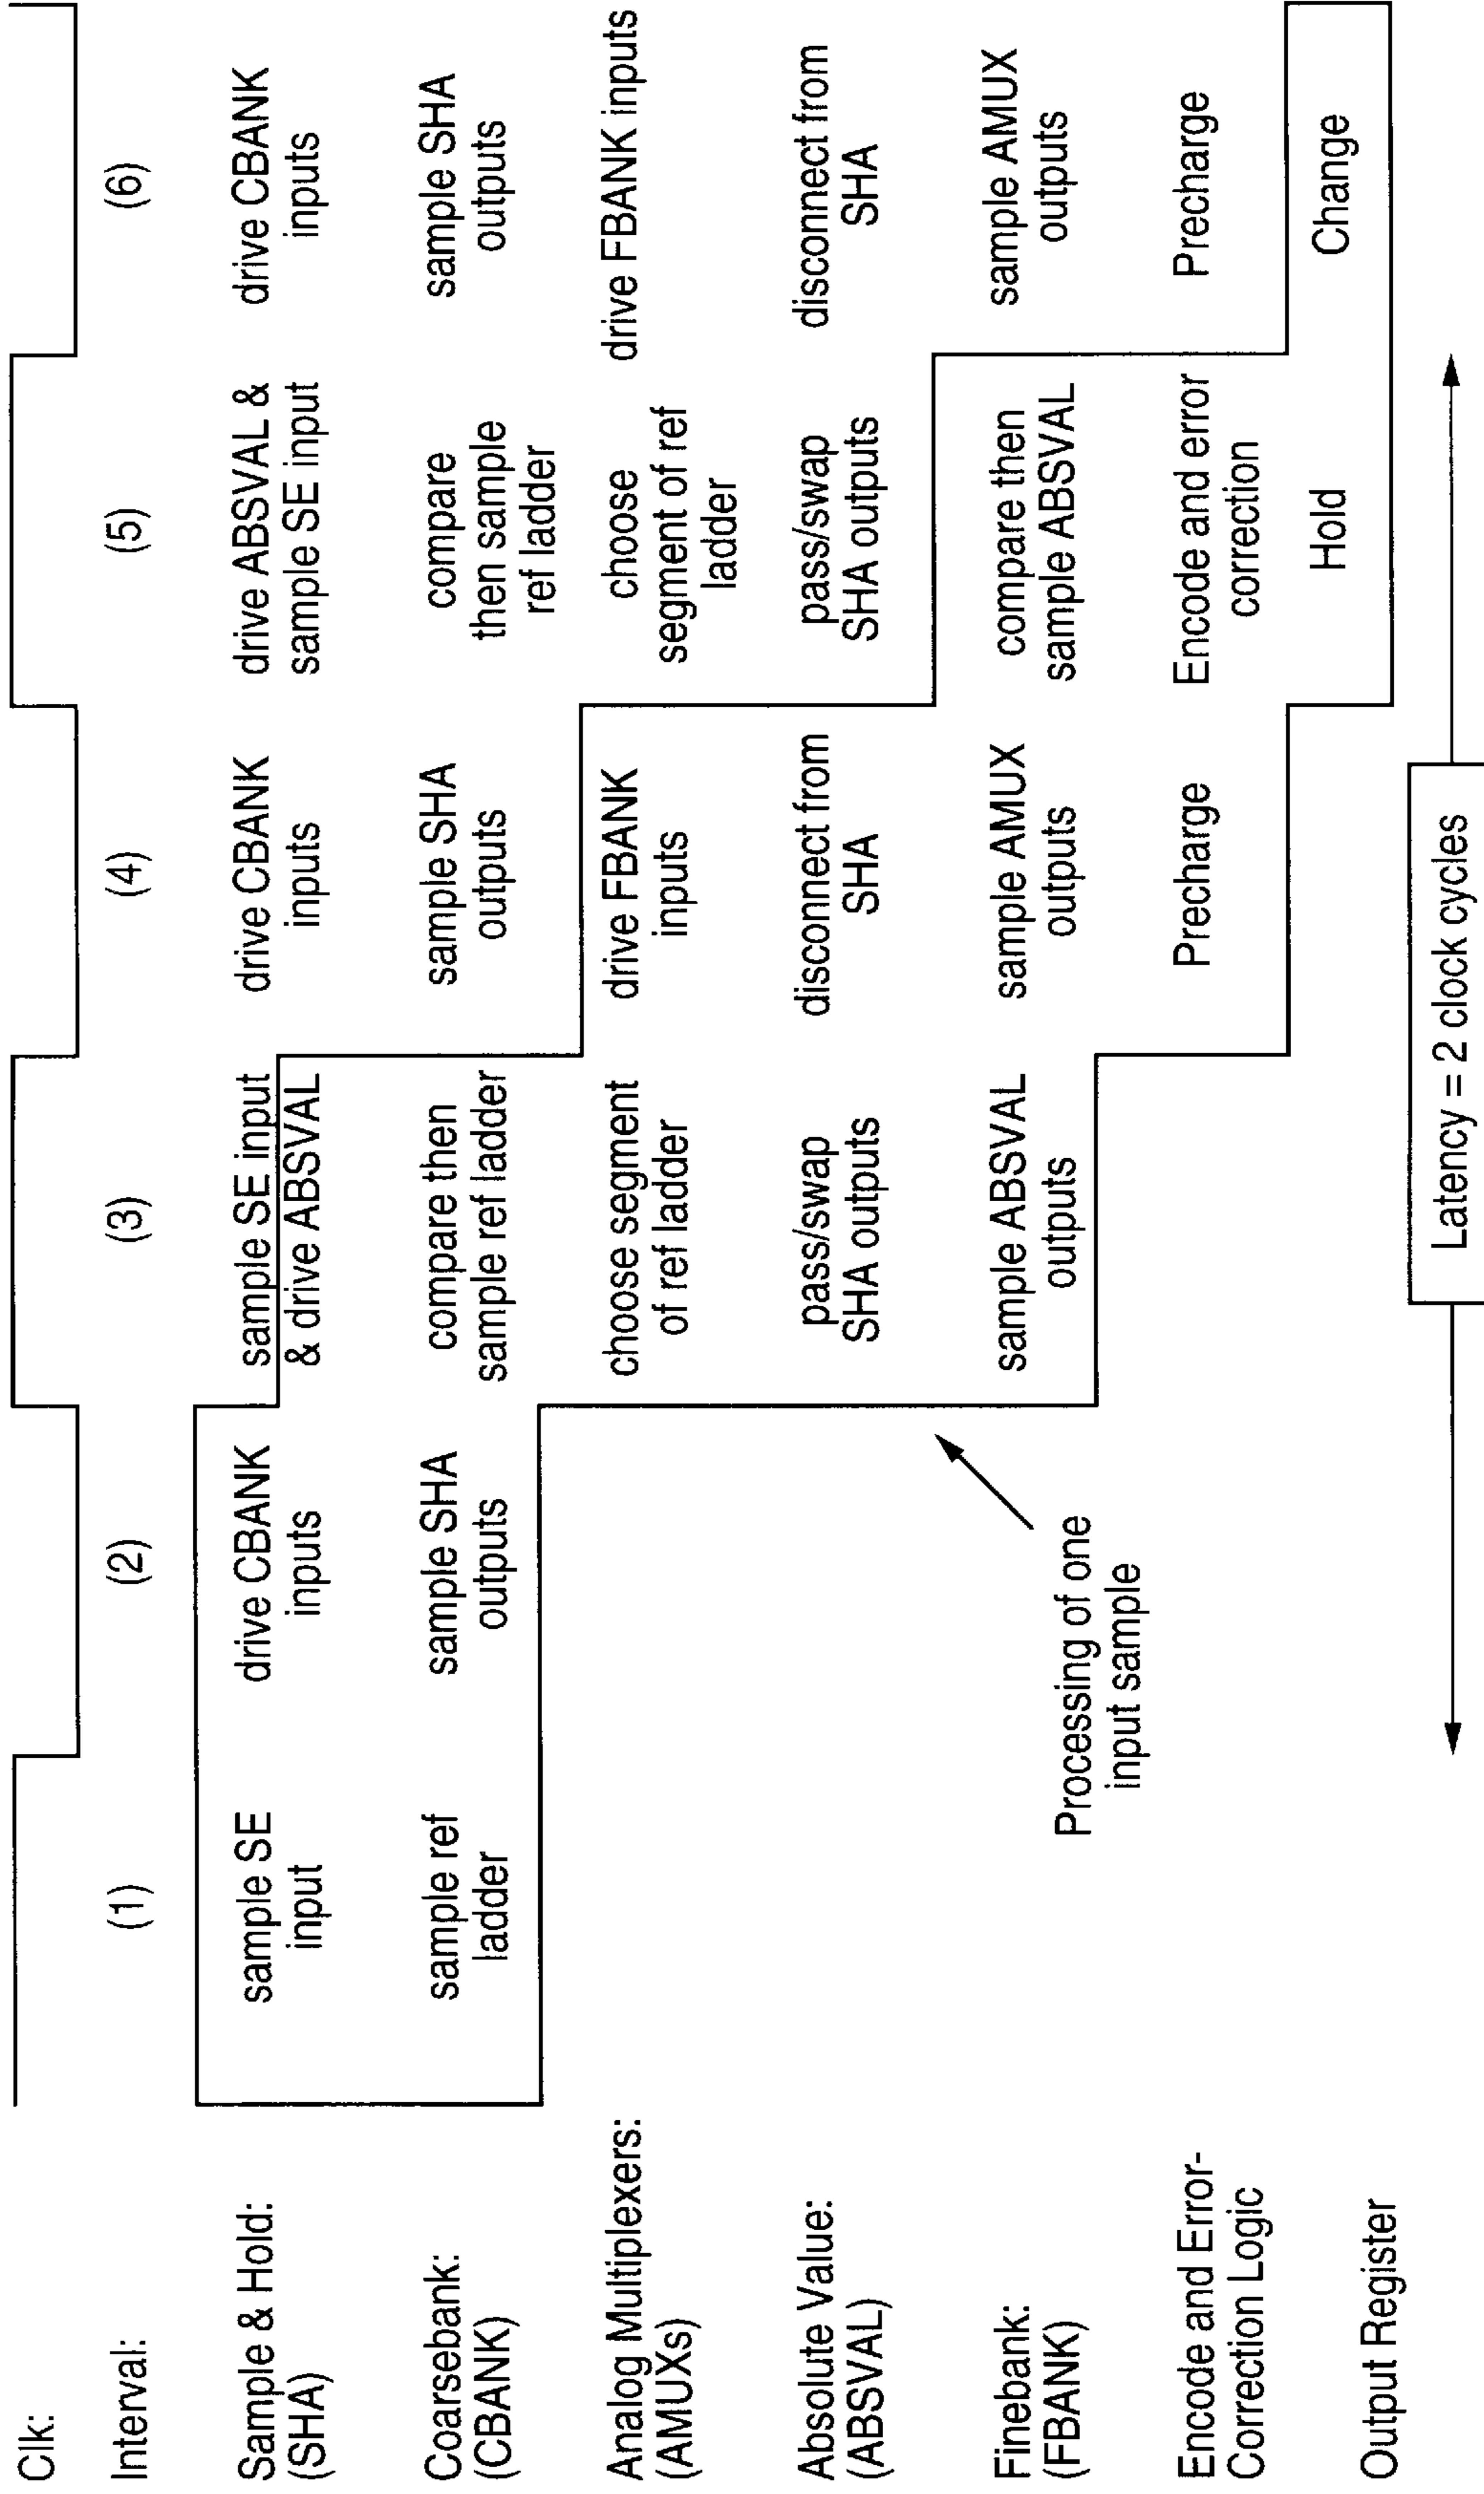 Clk:
Interval:
(1)
(2)
(3)
(4)
(5)
(6)
Sample & Hold:
(SHA)
sample SE
input
drive CBANK
inputs
sample SE input
& drive ABSVAL
drive CBANK
inputs
drive ABSVAL &
sample SE input
drive CBANK
inputs
Coarsebank:
(CBANK)
sample ref
ladder
sample SHA
outputs
compare then
sample ref ladder
sample SHA
outputs
compare
then sample
ref ladder
sample SHA
outputs
Analog Multiplexers:
(AMUXs)
choose segment
of ref ladder
drive FBANK
inputs
choose
segment of ref
ladder
drive FBANK inputs
Absolute Value:
(ABSVAL)
pass/swap
SHA outputs
disconnect from
SHA
pass/swap
SHA outputs
disconnect from
SHA
Finebank:
(FBANK)
sample ABSVAL
outputs
sample AMUX
outputs
compare then
sample ABSVAL
sample AMUX
outputs
Processing of one
input sample
Encode and Error-
Correction Logic
Precharge
Encode and error
correction
Precharge
Output Register
Hold
Change
Latency = 2 clock cycles